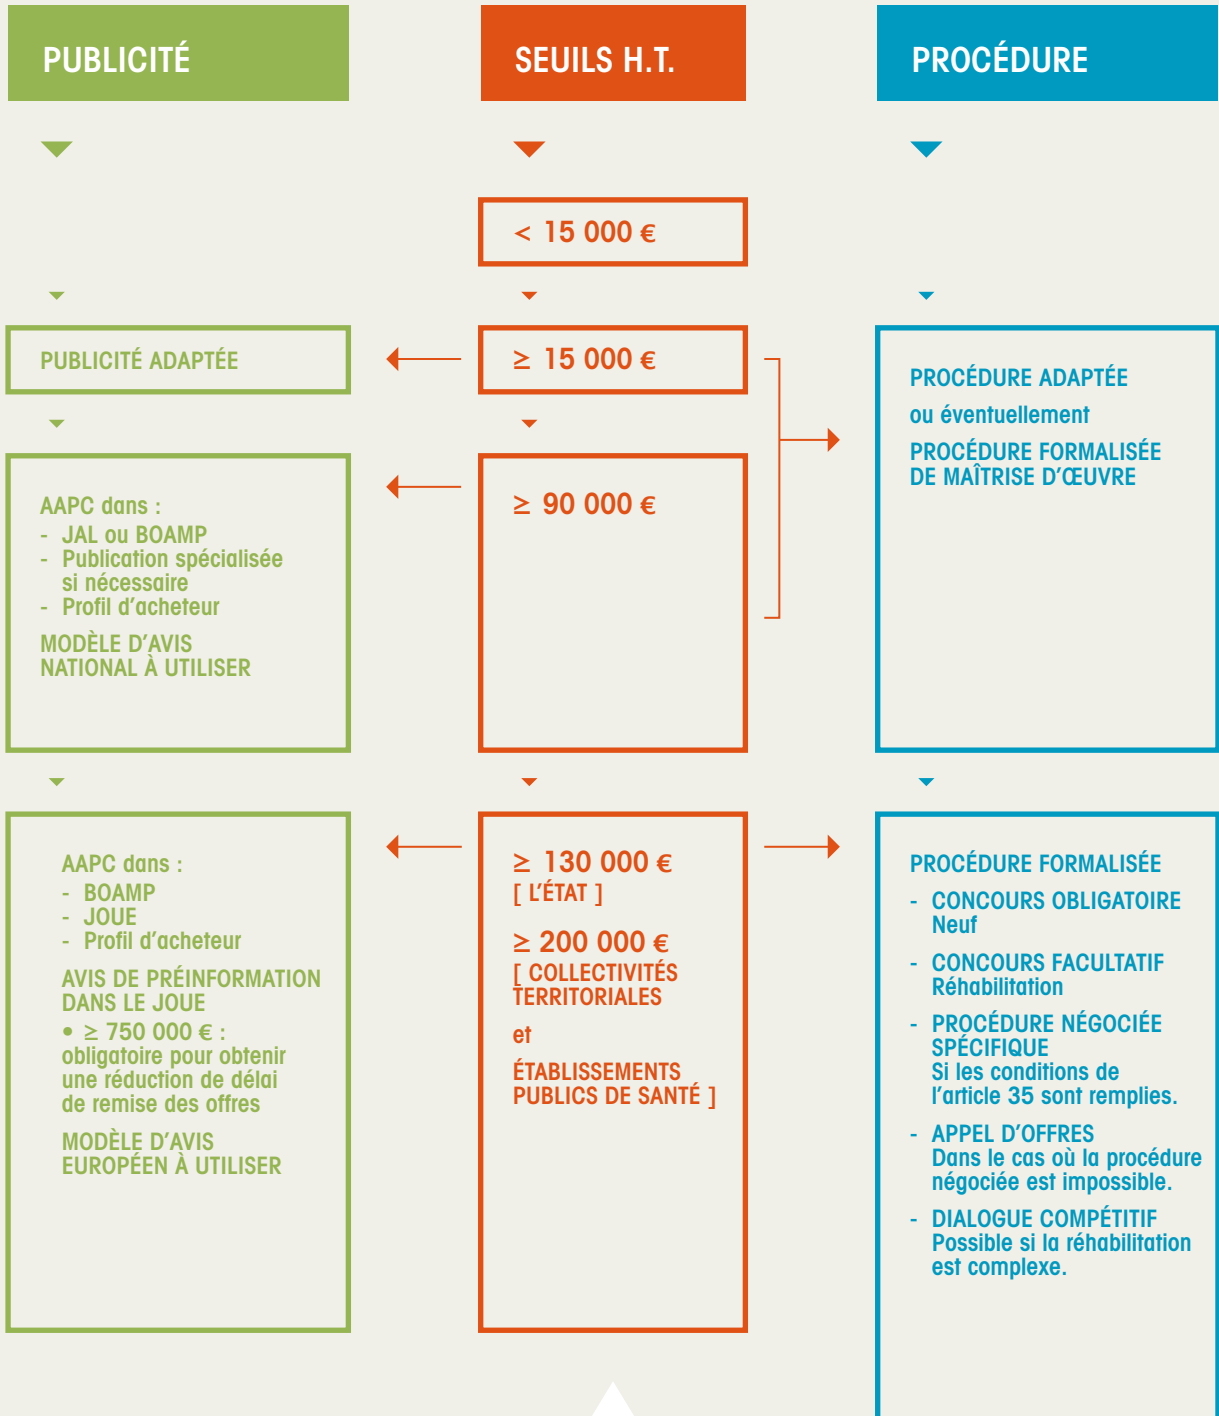 PUBLICITÉ
SEUILS H.T.
PROCÉDURE
< 15 000 €
PUBLICITÉ ADAPTÉE
≥ 15 000 €
PROCÉDURE ADAPTÉE
ou éventuellement
PROCÉDURE FORMALISÉE
DE MAÎTRISE D'ŒUVRE
AAPC dans :
- JAL ou BOAMP
- Publication spécialisée
si nécessaire
- Profil d'acheteur
MODÈLE D'AVIS
NATIONAL À UTILISER
≥ 90 000 €
AAPC dans :
- BOAMP
- JOUE
- Profil d'acheteur
AVIS DE PRÉINFORMATION
DANS LE JOUE
• ≥ 750 000 € :
obligatoire pour obtenir
une réduction de délai
de remise des offres
MODÈLE D'AVIS
EUROPÉEN À UTILISER
≥ 130 000 €
[ L'ÉTAT ]
≥ 200 000 €
[ COLLECTIVITÉS
TERRITORIALES
et
ÉTABLISSEMENTS
PUBLICS DE SANTÉ ]
PROCÉDURE FORMALISÉE
- CONCOURS OBLIGATOIRE
Neuf
- CONCOURS FACULTATIF
Réhabilitation
- PROCÉDURE NÉGOCIÉE
SPÉCIFIQUE
Si les conditions de
l'article 35 sont remplies.
- APPEL D'OFFRES
Dans le cas où la procédure
négociée est impossible.
- DIALOGUE COMPÉTITIF
Possible si la réhabilitation
est complexe.